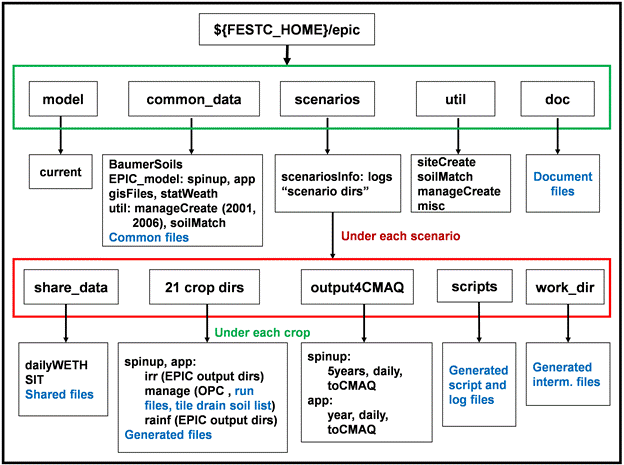 ${FESTC_HOME}/epic
model
common_data
scenarios
util
doc
current
BaumerSoils
EPIC_model: spinup, app
gisFiles, statWeath
util: manageCreate (2001,
2006), soilMatch
Common files
scenariosInfo: logs
“scenario dirs”
siteCreate
soilMatch
manageCreate
misc
Document
files
Under each scenario
share_data
21 crop dirs
output4CMAQ
scripts
work_dir
Under each crop
dailyWETH
SIT
Shared files
spinup, app:
irr (EPIC output dirs)
manage (OPC , run
files, tile drain soil list)
rainf (EPIC output dirs)
Generated files
spinup:
5years, daily,
toCMAQ
app:
year, daily,
toCMAQ
Generated
script and
log files
Generated
interm. files